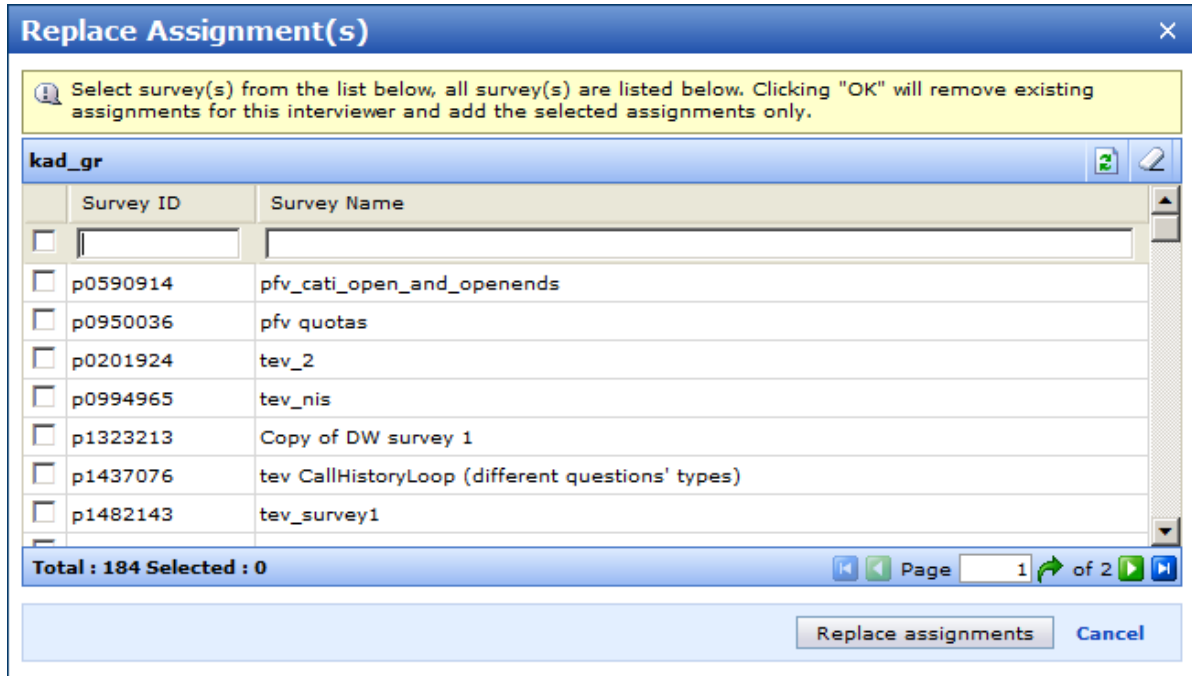 Replace Assignment(s)
Select survey(s) from the list below, all survey(s) are listed below. Clicking "OK" will remove existing
assignments for this interviewer and add the selected assignments only.
kad_gr
Survey ID Survey Name
p0590914 pfv_cati_open_and_openends
p0950036 pfv quotas
p0201924 tev_2
p0994965 tev_nis
p1323213 Copy of DW survey 1
p1437076 tev CallHistoryLoop (different questions' types)
p1482143 tev_survey1
Total : 184 Selected : 0 Page 1 of 2
Replace assignments Cancel